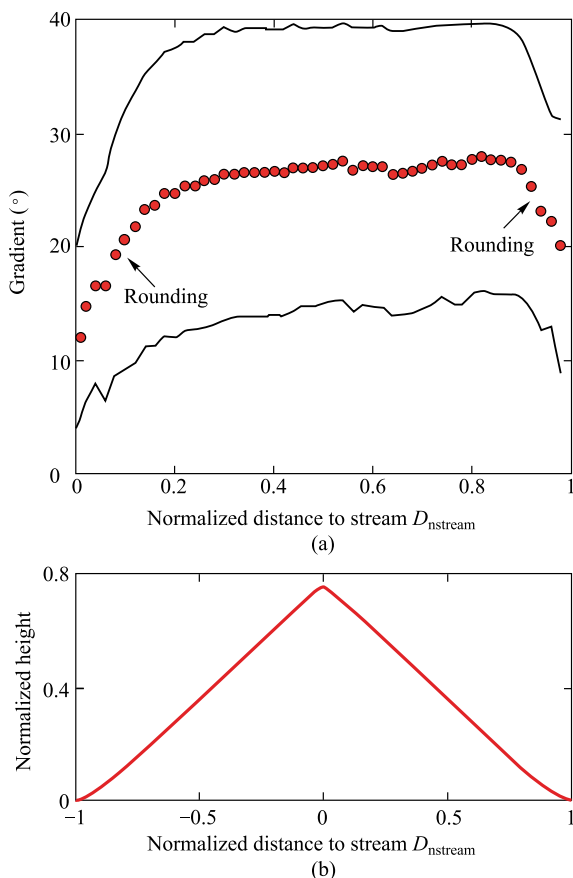 40
30
20
10
0
Gradient (°)
Rounding
Rounding
0
0.2
0.4
0.6
0.8
1
Normalized distance to stream Dnstream
(a)
0.8
0.4
0
Normalized height
−1
−0.5
0
0.5
1
Normalized distance to stream Dnstream
(b)